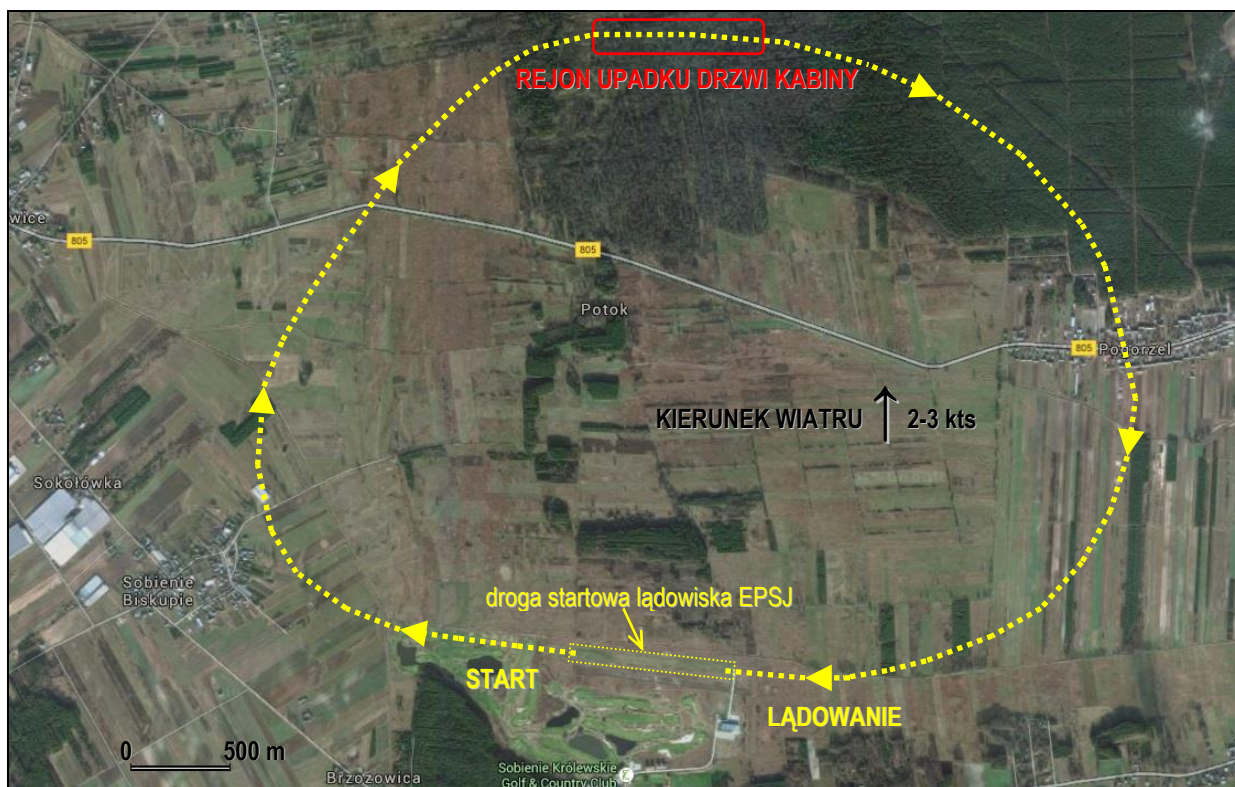 REJON UPADKU DRZWI KABINY
wice
805
805
Potok
805
Pogorzel
KIERUNEK WIATRU 2-3 kts
Sokołówka
Sobienie
Biskupie
droga startowa lądowiska EPSJ
START
LĄDOWANIE
0 500 m
Brzozowica
Sobienie Królewskie
Golf & Country Club